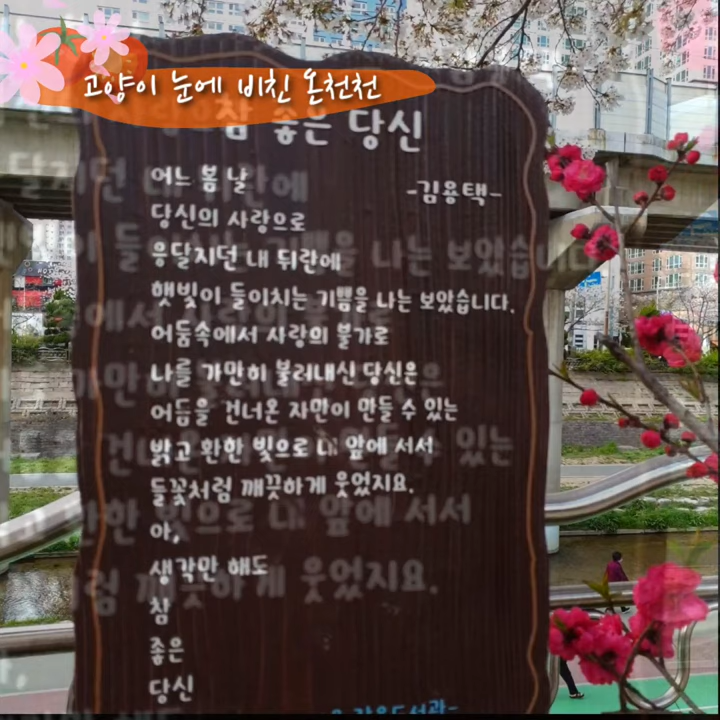 고양이 눈에 비친 온천천
참 좋은 당신
-김용택-
어느 봄 날
당신의 사랑으로
응달지던 내 뒤란에
햇빛이 들이치는 기쁨을 나는 보았습니다.
어둠속에서 사랑의 불가로
나를 가만히 불러내신 당신은
어둠을 건너온 자만이 만들 수 있는
밝고 환한 빛으로 내 앞에 서서
들꽃처럼 깨끗하게 웃었지요.
아,
생각만 해도
참
좋은
당신